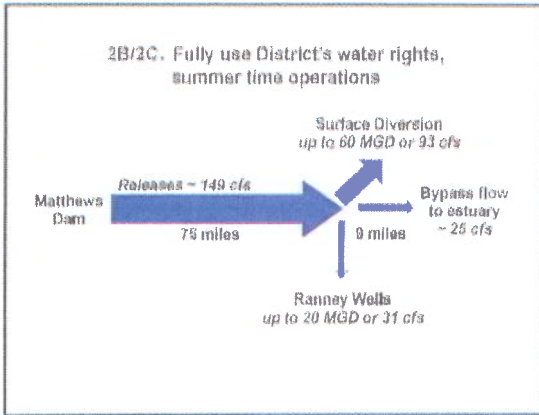 2B/2C. Fully use District's water rights,
summer time operations
Surface Diversion
up to 60 MGD or 93 cfs
Releases ~ 149 cfs
Matthews
Dam
75 miles
Bypass flow
to estuary
~ 25 cfs
9 miles
Ranney Wells
up to 20 MGD or 31 cfs